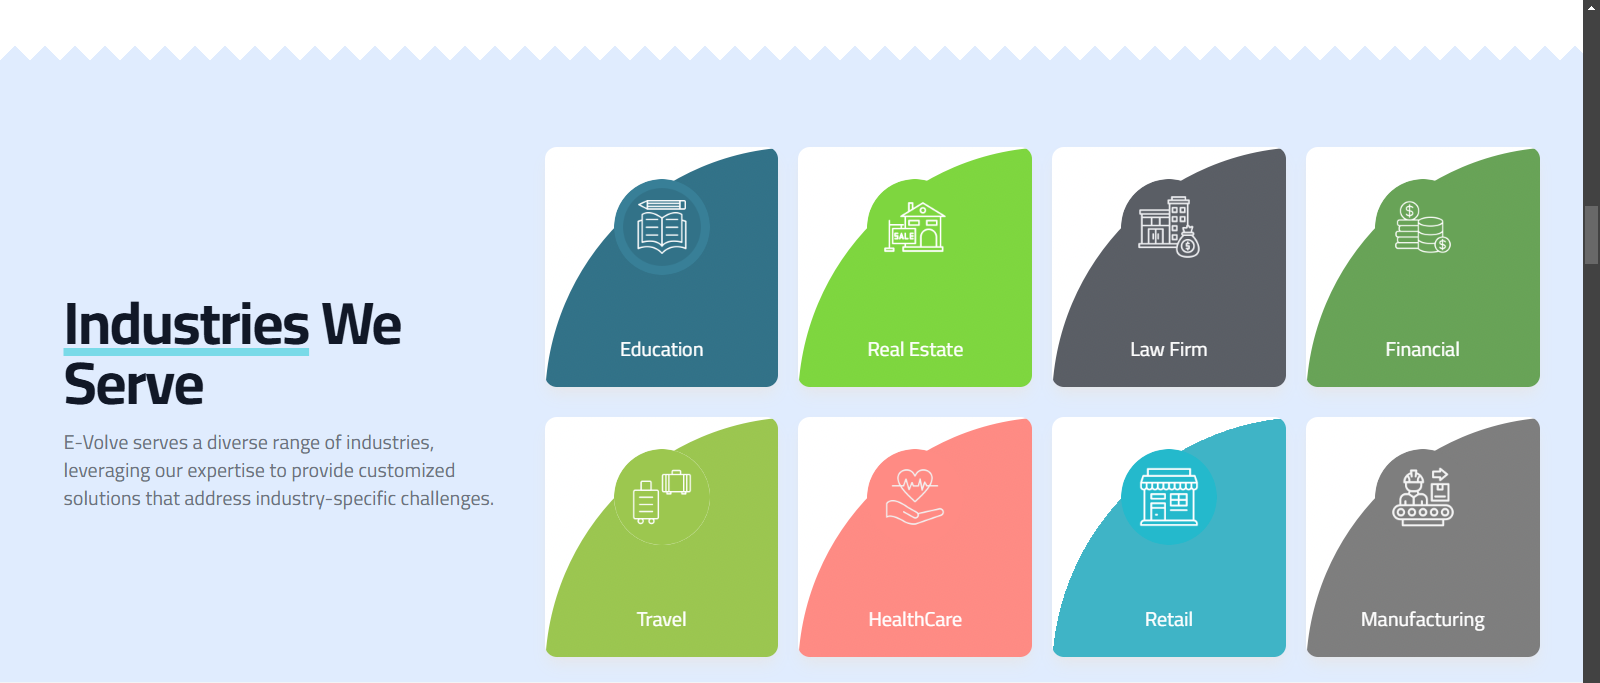 Industries We
Serve
E-Volve serves a diverse range of industries,
leveraging our expertise to provide customized
solutions that address industry-specific challenges.
SALE
$
$
$
Education
Real Estate
Law Firm
Financial
Travel
HealthCare
Retail
Manufacturing